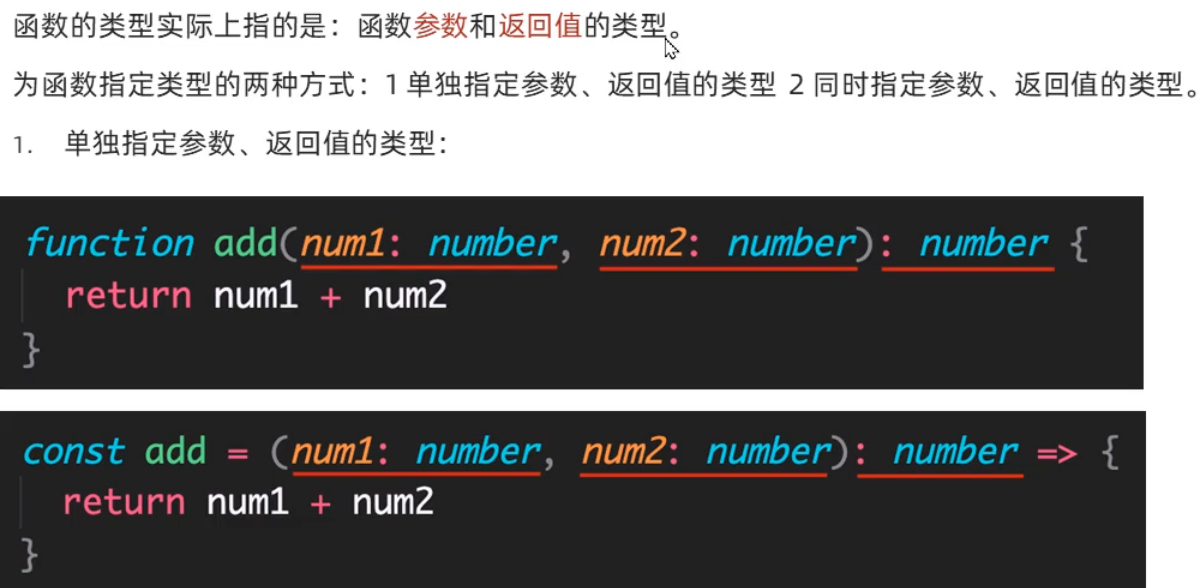 函数的类型实际上指的是：函数参数和返回值的类型。
为函数指定类型的两种方式：1 单独指定参数、返回值的类型 2 同时指定参数、返回值的类型。
1. 单独指定参数、返回值的类型：
function add(num1: number, num2: number): number {
return num1 + num2
}
const add = (num1: number, num2: number): number => {
return num1 + num2
}